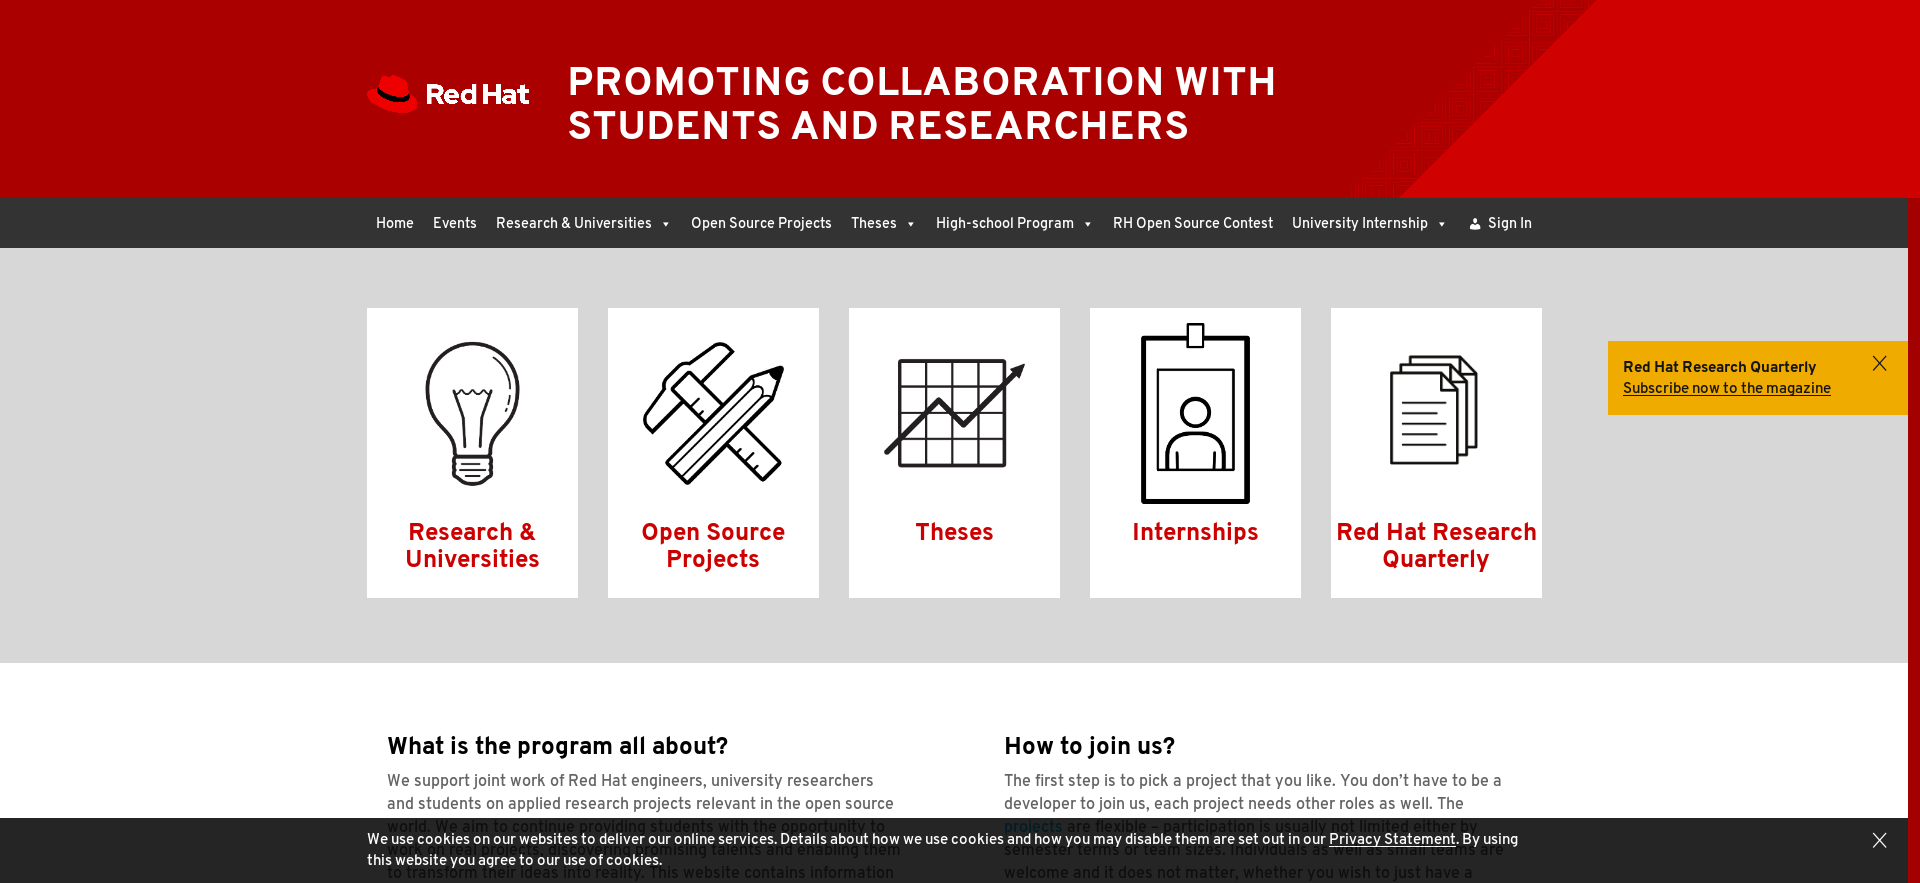 Red Hat
PROMOTING COLLABORATION WITH
STUDENTS AND RESEARCHERS
Home Events Research & Universities Open Source Projects Theses High-school Program RH Open Source Contest University Internship Sign In
Research &
Universities
Open Source
Projects
Theses
Internships
Red Hat Research
Quarterly
Red Hat Research Quarterly
Subscribe now to the magazine
What is the program all about?
We support joint work of Red Hat engineers, university researchers
and students on applied research projects relevant in the open source
world. We aim to continue providing students with the opportunity to
work on real projects, discovering promising talents and enabling them
to transform their ideas into reality. This website contains information
How to join us?
The first step is to pick a project that you like. You don't have to be a
developer to join us, each project needs other roles as well. The
projects are flexible – participation is usually not limited either by
semester terms or team sizes. Individuals as well as small teams are
welcome and it does not matter, whether you wish to just have a
We use cookies on our websites to deliver our online services. Details about how we use cookies and how you may disable them are set out in our Privacy Statement. By using
this website you agree to our use of cookies.